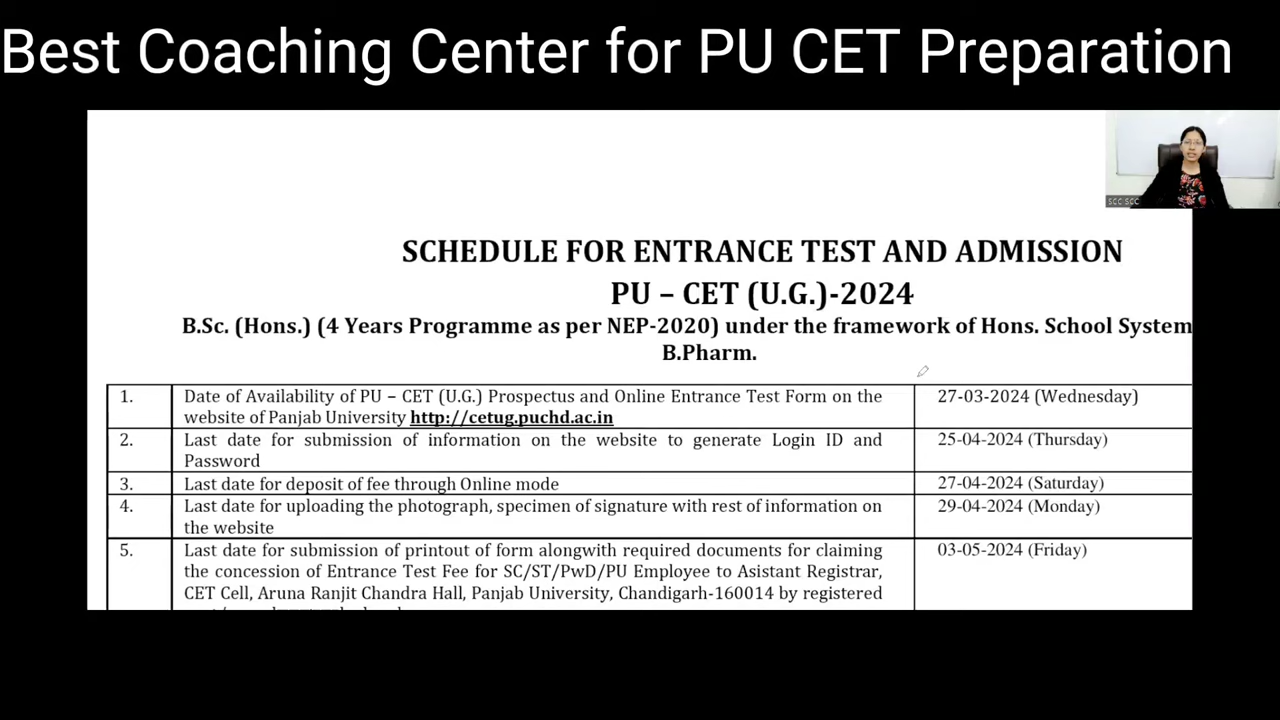 Best Coaching Center for PU CET Preparation
SCC SCC
SCHEDULE FOR ENTRANCE TEST AND ADMISSION
PU – CET (U.G.)-2024
B.Sc. (Hons.) (4 Years Programme as per NEP-2020) under the framework of Hons. School System
B.Pharm.
1. Date of Availability of PU – CET (U.G.) Prospectus and Online Entrance Test Form on the 27-03-2024 (Wednesday)
website of Panjab University http://cetug.puchd.ac.in
2. Last date for submission of information on the website to generate Login ID and 25-04-2024 (Thursday)
Password
3. Last date for deposit of fee through Online mode 27-04-2024 (Saturday)
4. Last date for uploading the photograph, specimen of signature with rest of information on 29-04-2024 (Monday)
the website
5. Last date for submission of printout of form alongwith required documents for claiming 03-05-2024 (Friday)
the concession of Entrance Test Fee for SC/ST/PwD/PU Employee to Asistant Registrar,
CET Cell, Aruna Ranjit Chandra Hall, Panjab University, Chandigarh-160014 by registered